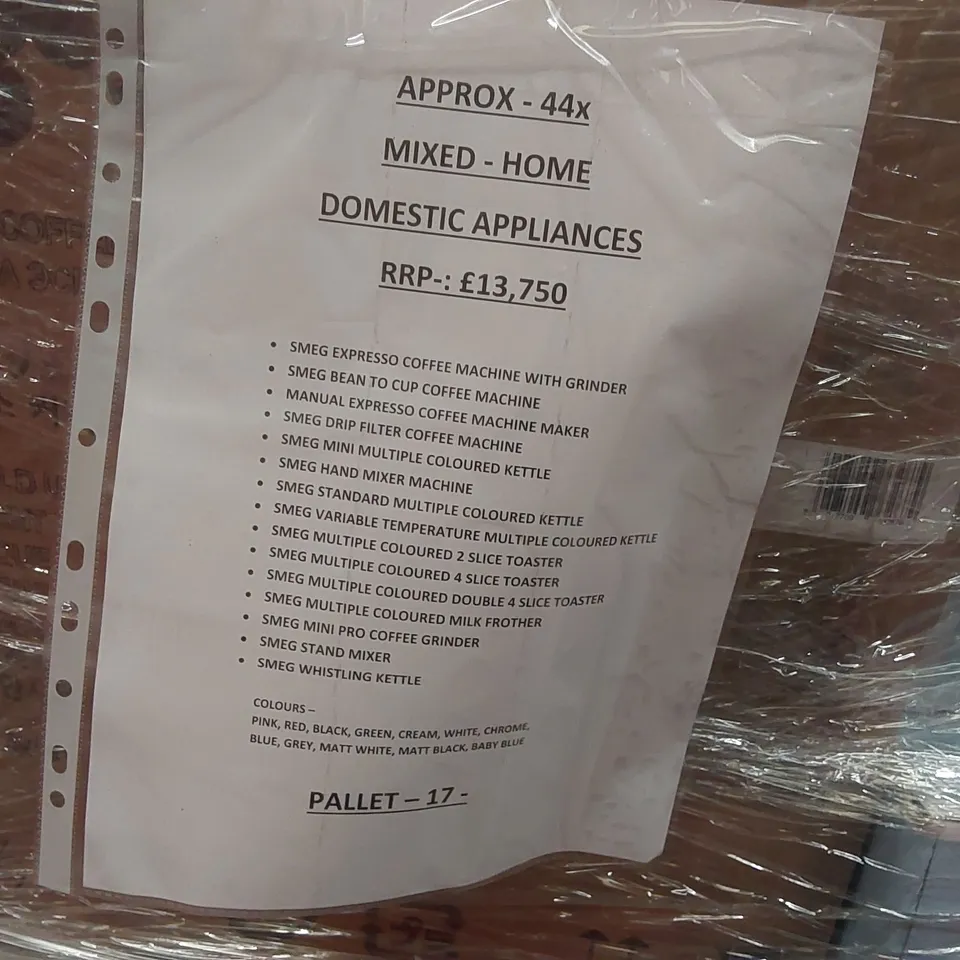 APPROX - 44x
MIXED - HOME
DOMESTIC APPLIANCES
RRP-: £13,750
• SMEG EXPRESSO COFFEE MACHINE WITH GRINDER
• SMEG BEAN TO CUP COFFEE MACHINE
• MANUAL EXPRESSO COFFEE MACHINE MAKER
• SMEG DRIP FILTER COFFEE MACHINE
• SMEG MINI MULTIPLE COLOURED KETTLE
• SMEG HAND MIXER MACHINE
• SMEG STANDARD MULTIPLE COLOURED KETTLE
• SMEG VARIABLE TEMPERATURE MULTIPLE COLOURED KETTLE
• SMEG MULTIPLE COLOURED 2 SLICE TOASTER
• SMEG MULTIPLE COLOURED 4 SLICE TOASTER
• SMEG MULTIPLE COLOURED DOUBLE 4 SLICE TOASTER
• SMEG MULTIPLE COLOURED MILK FROTHER
• SMEG MINI PRO COFFEE GRINDER
• SMEG STAND MIXER
• SMEG WHISTLING KETTLE
COLOURS –
PINK, RED, BLACK, GREEN, CREAM, WHITE, CHROME,
BLUE, GREY, MATT WHITE, MATT BLACK, BABY BLUE
PALLET – 17 -